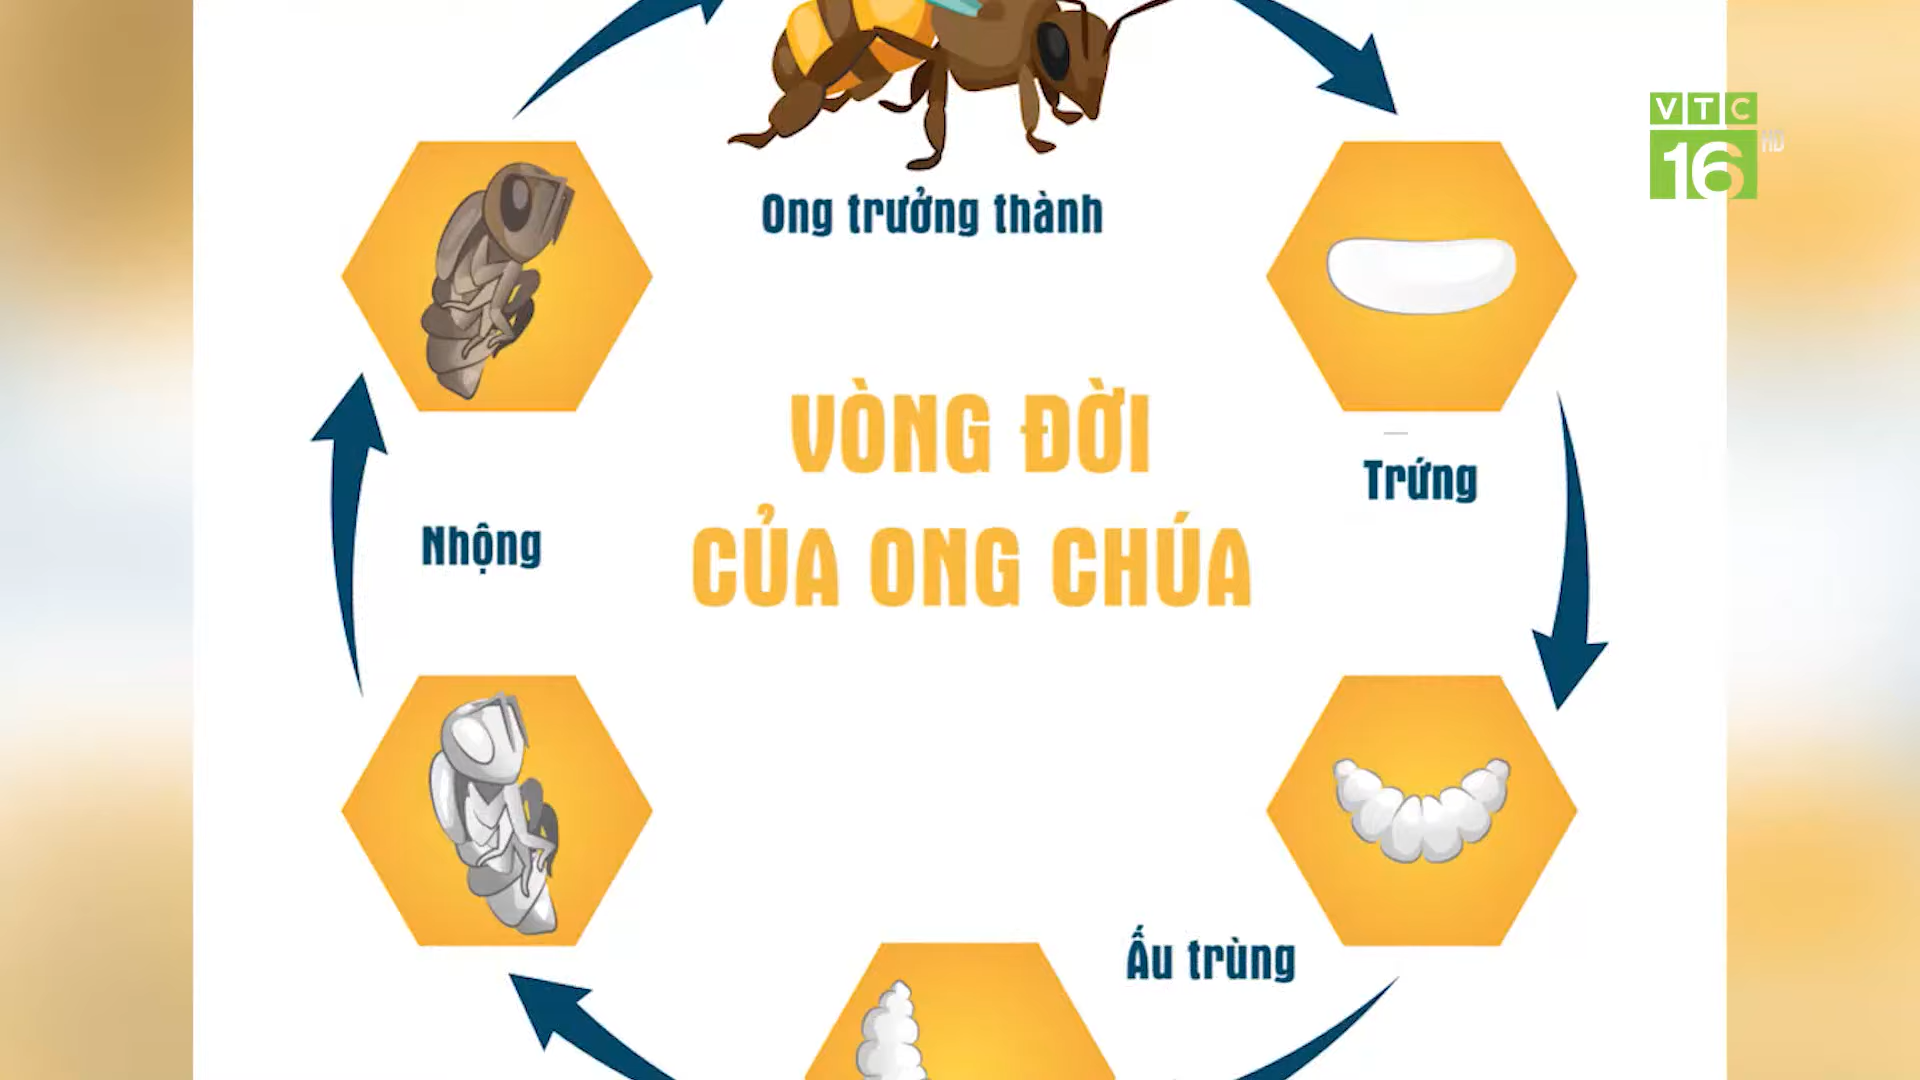 VTC
16 HD
Ong trưởng thành
VÒNG ĐỜI
CỦA ONG CHÚA
Trứng
Nhộng
Ấu trùng